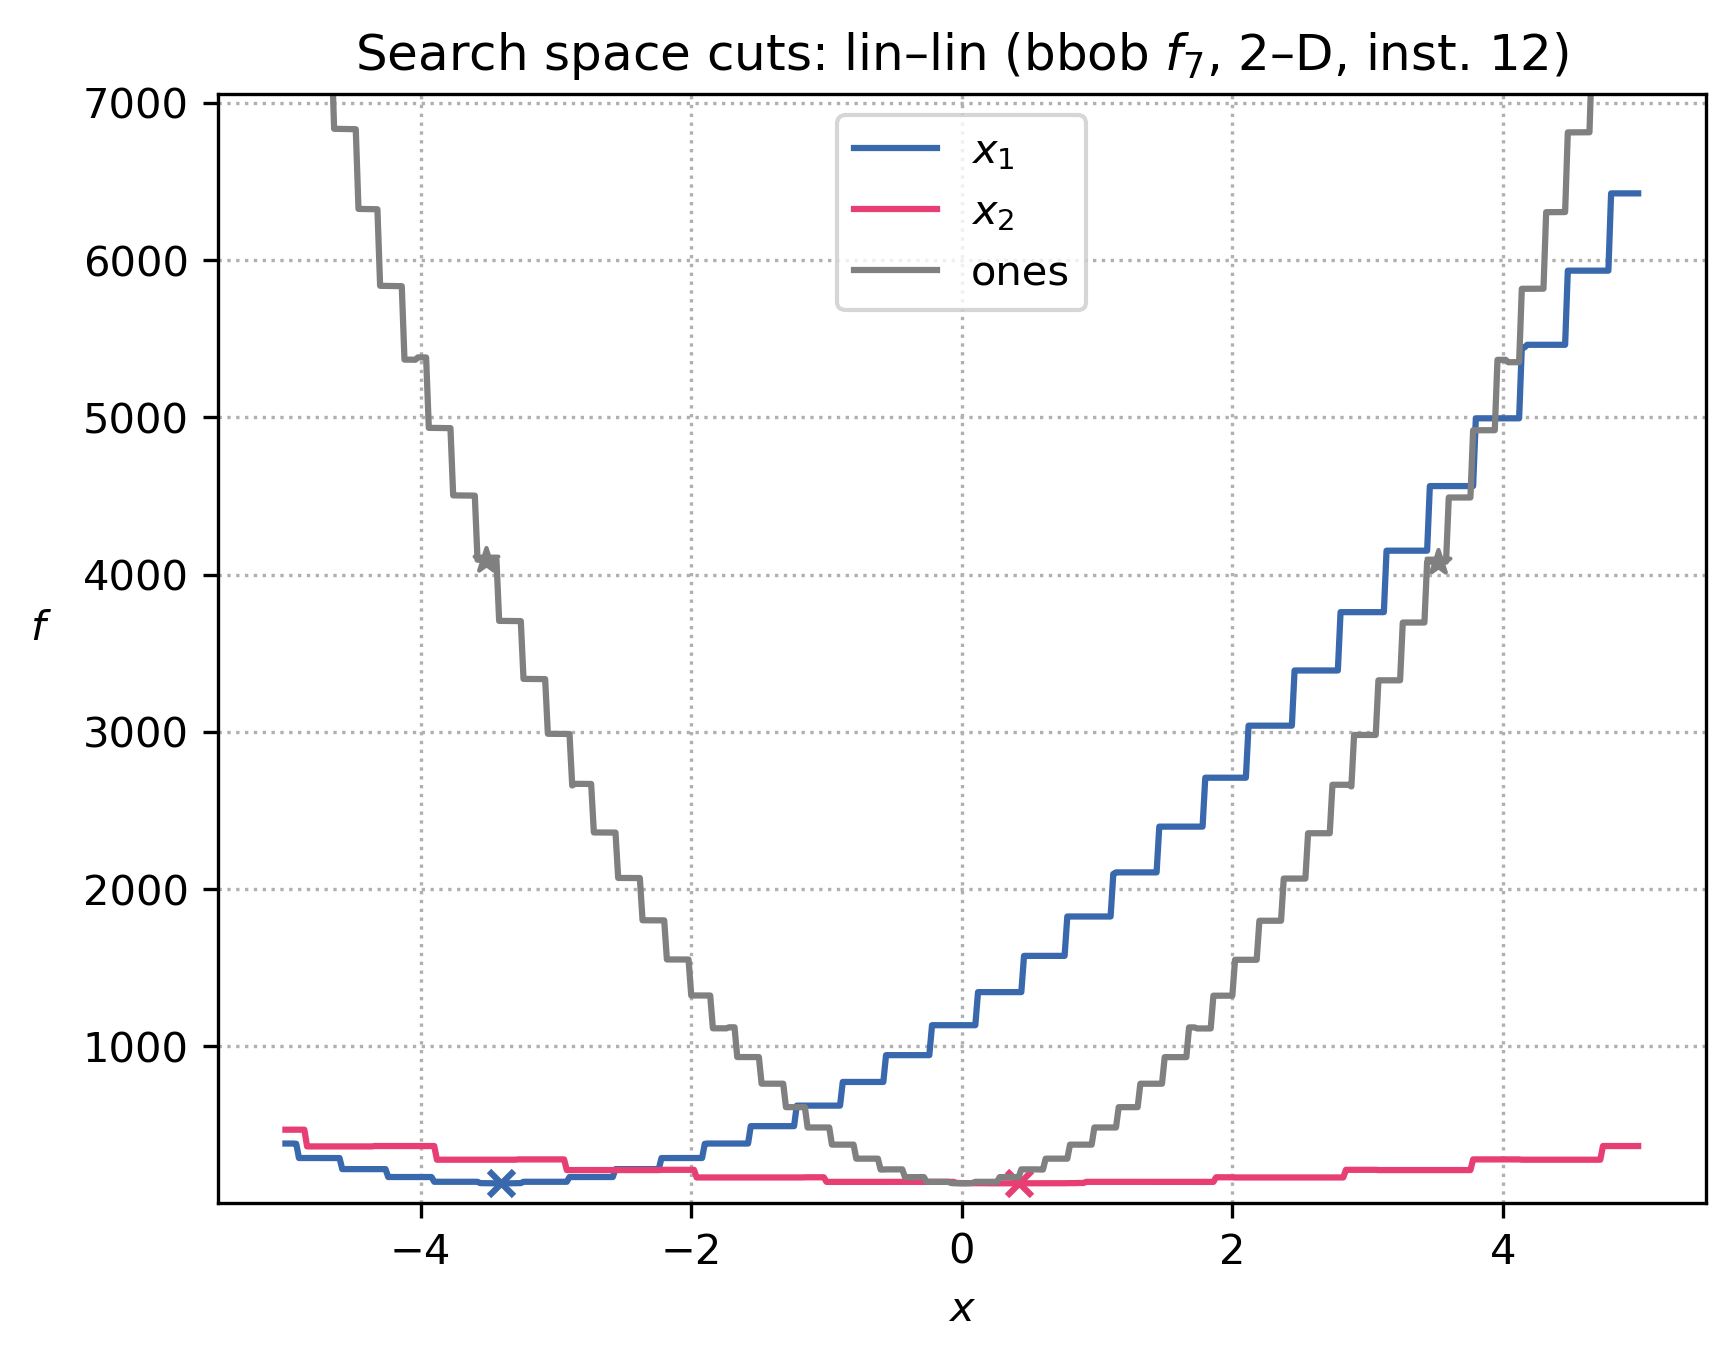 Search space cuts: lin–lin (bbob f₇, 2–D, inst. 12)
7000
6000
5000
4000
3000
2000
1000
f
x₁
x₂
ones
−4
−2
0
2
4
x